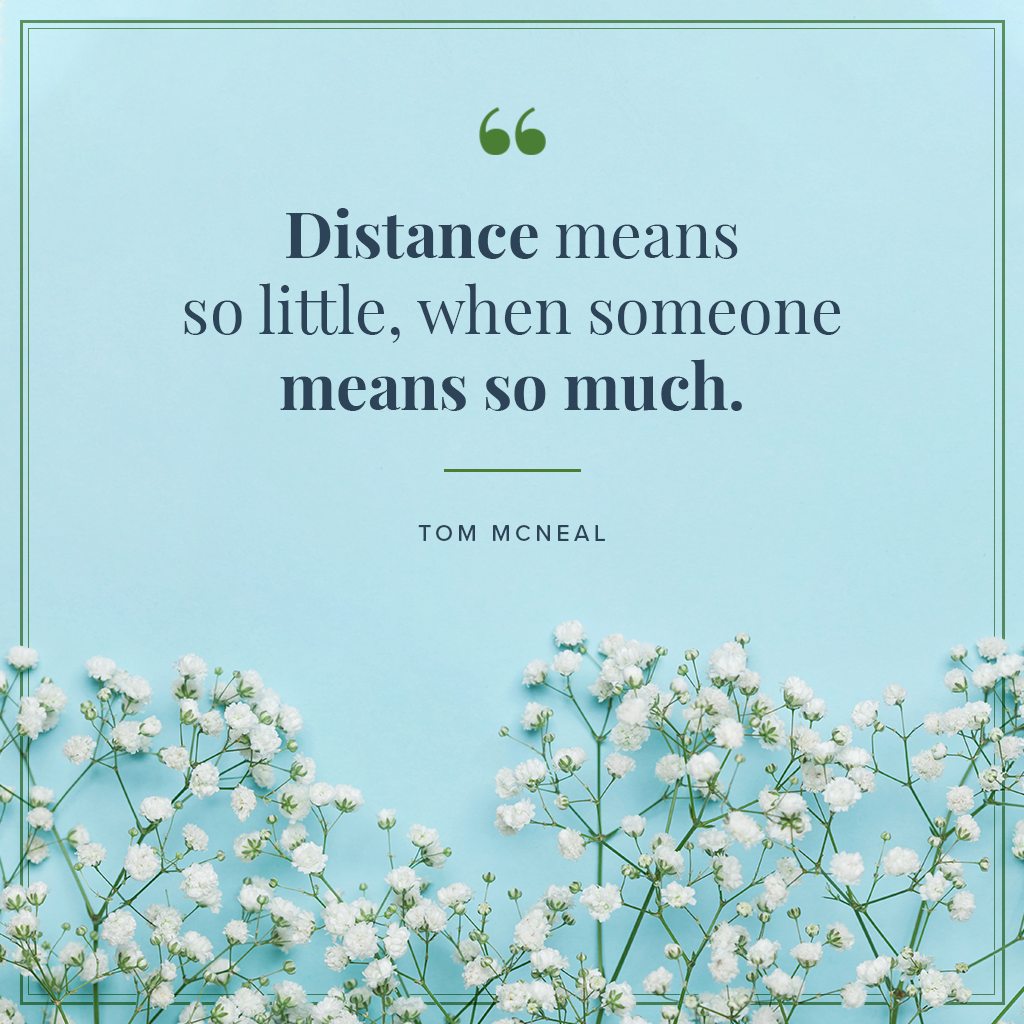 “
Distance means
so little, when someone
means so much.
TOM MCNEAL